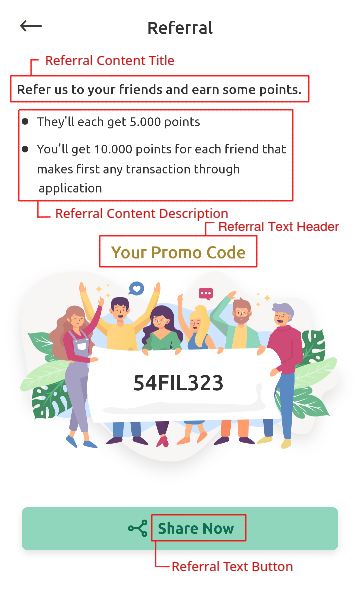 Referral
Referral Content Title
Refer us to your friends and earn some points.
They'll each get 5.000 points
You'll get 10.000 points for each friend that
makes first any transaction through
application
Referral Content Description
Referral Text Header
Your Promo Code
54FIL323
Share Now
Referral Text Button